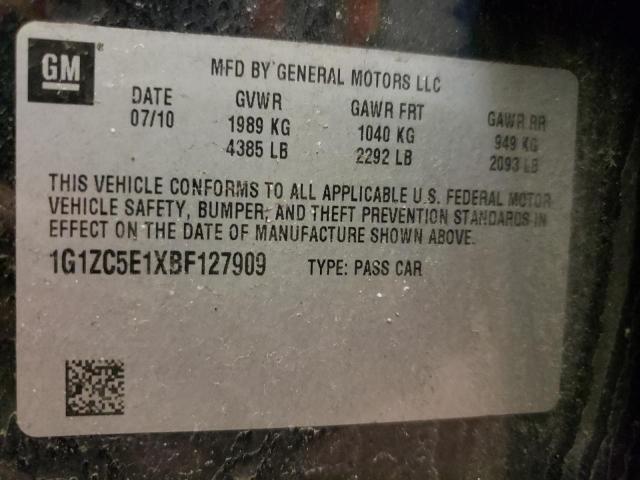 GM ®
MFD BY GENERAL MOTORS LLC
DATE GVWR GAWR FRT GAWR RR
07/10 1989 KG 1040 KG 949 KG
4385 LB 2292 LB 2093 LB
THIS VEHICLE CONFORMS TO ALL APPLICABLE U.S. FEDERAL MOTOR
VEHICLE SAFETY, BUMPER, AND THEFT PREVENTION STANDARDS IN
EFFECT ON THE DATE OF MANUFACTURE SHOWN ABOVE.
1G1ZC5E1XBF127909 TYPE: PASS CAR